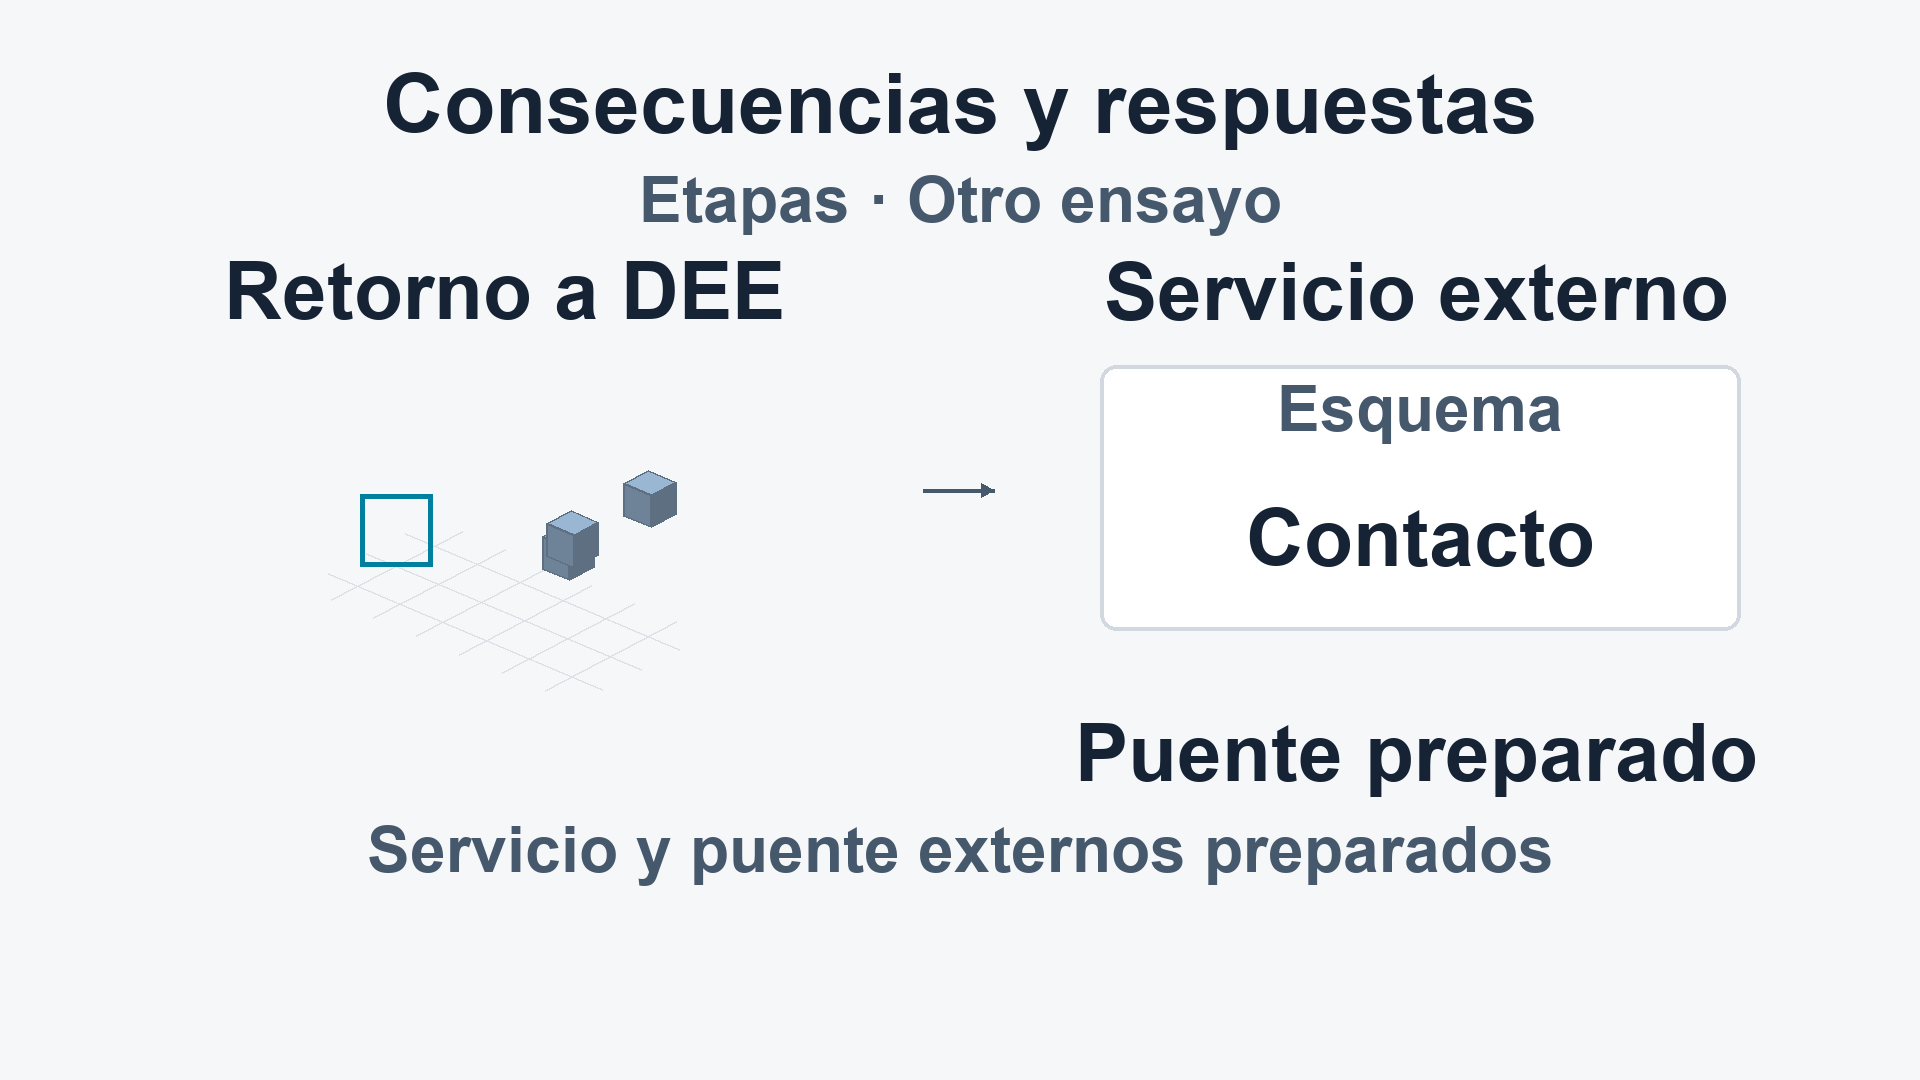 Consecuencias y respuestas
Etapas · Otro ensayo
Retorno a DEE
Servicio externo
Esquema
Contacto
Puente preparado
Servicio y puente externos preparados